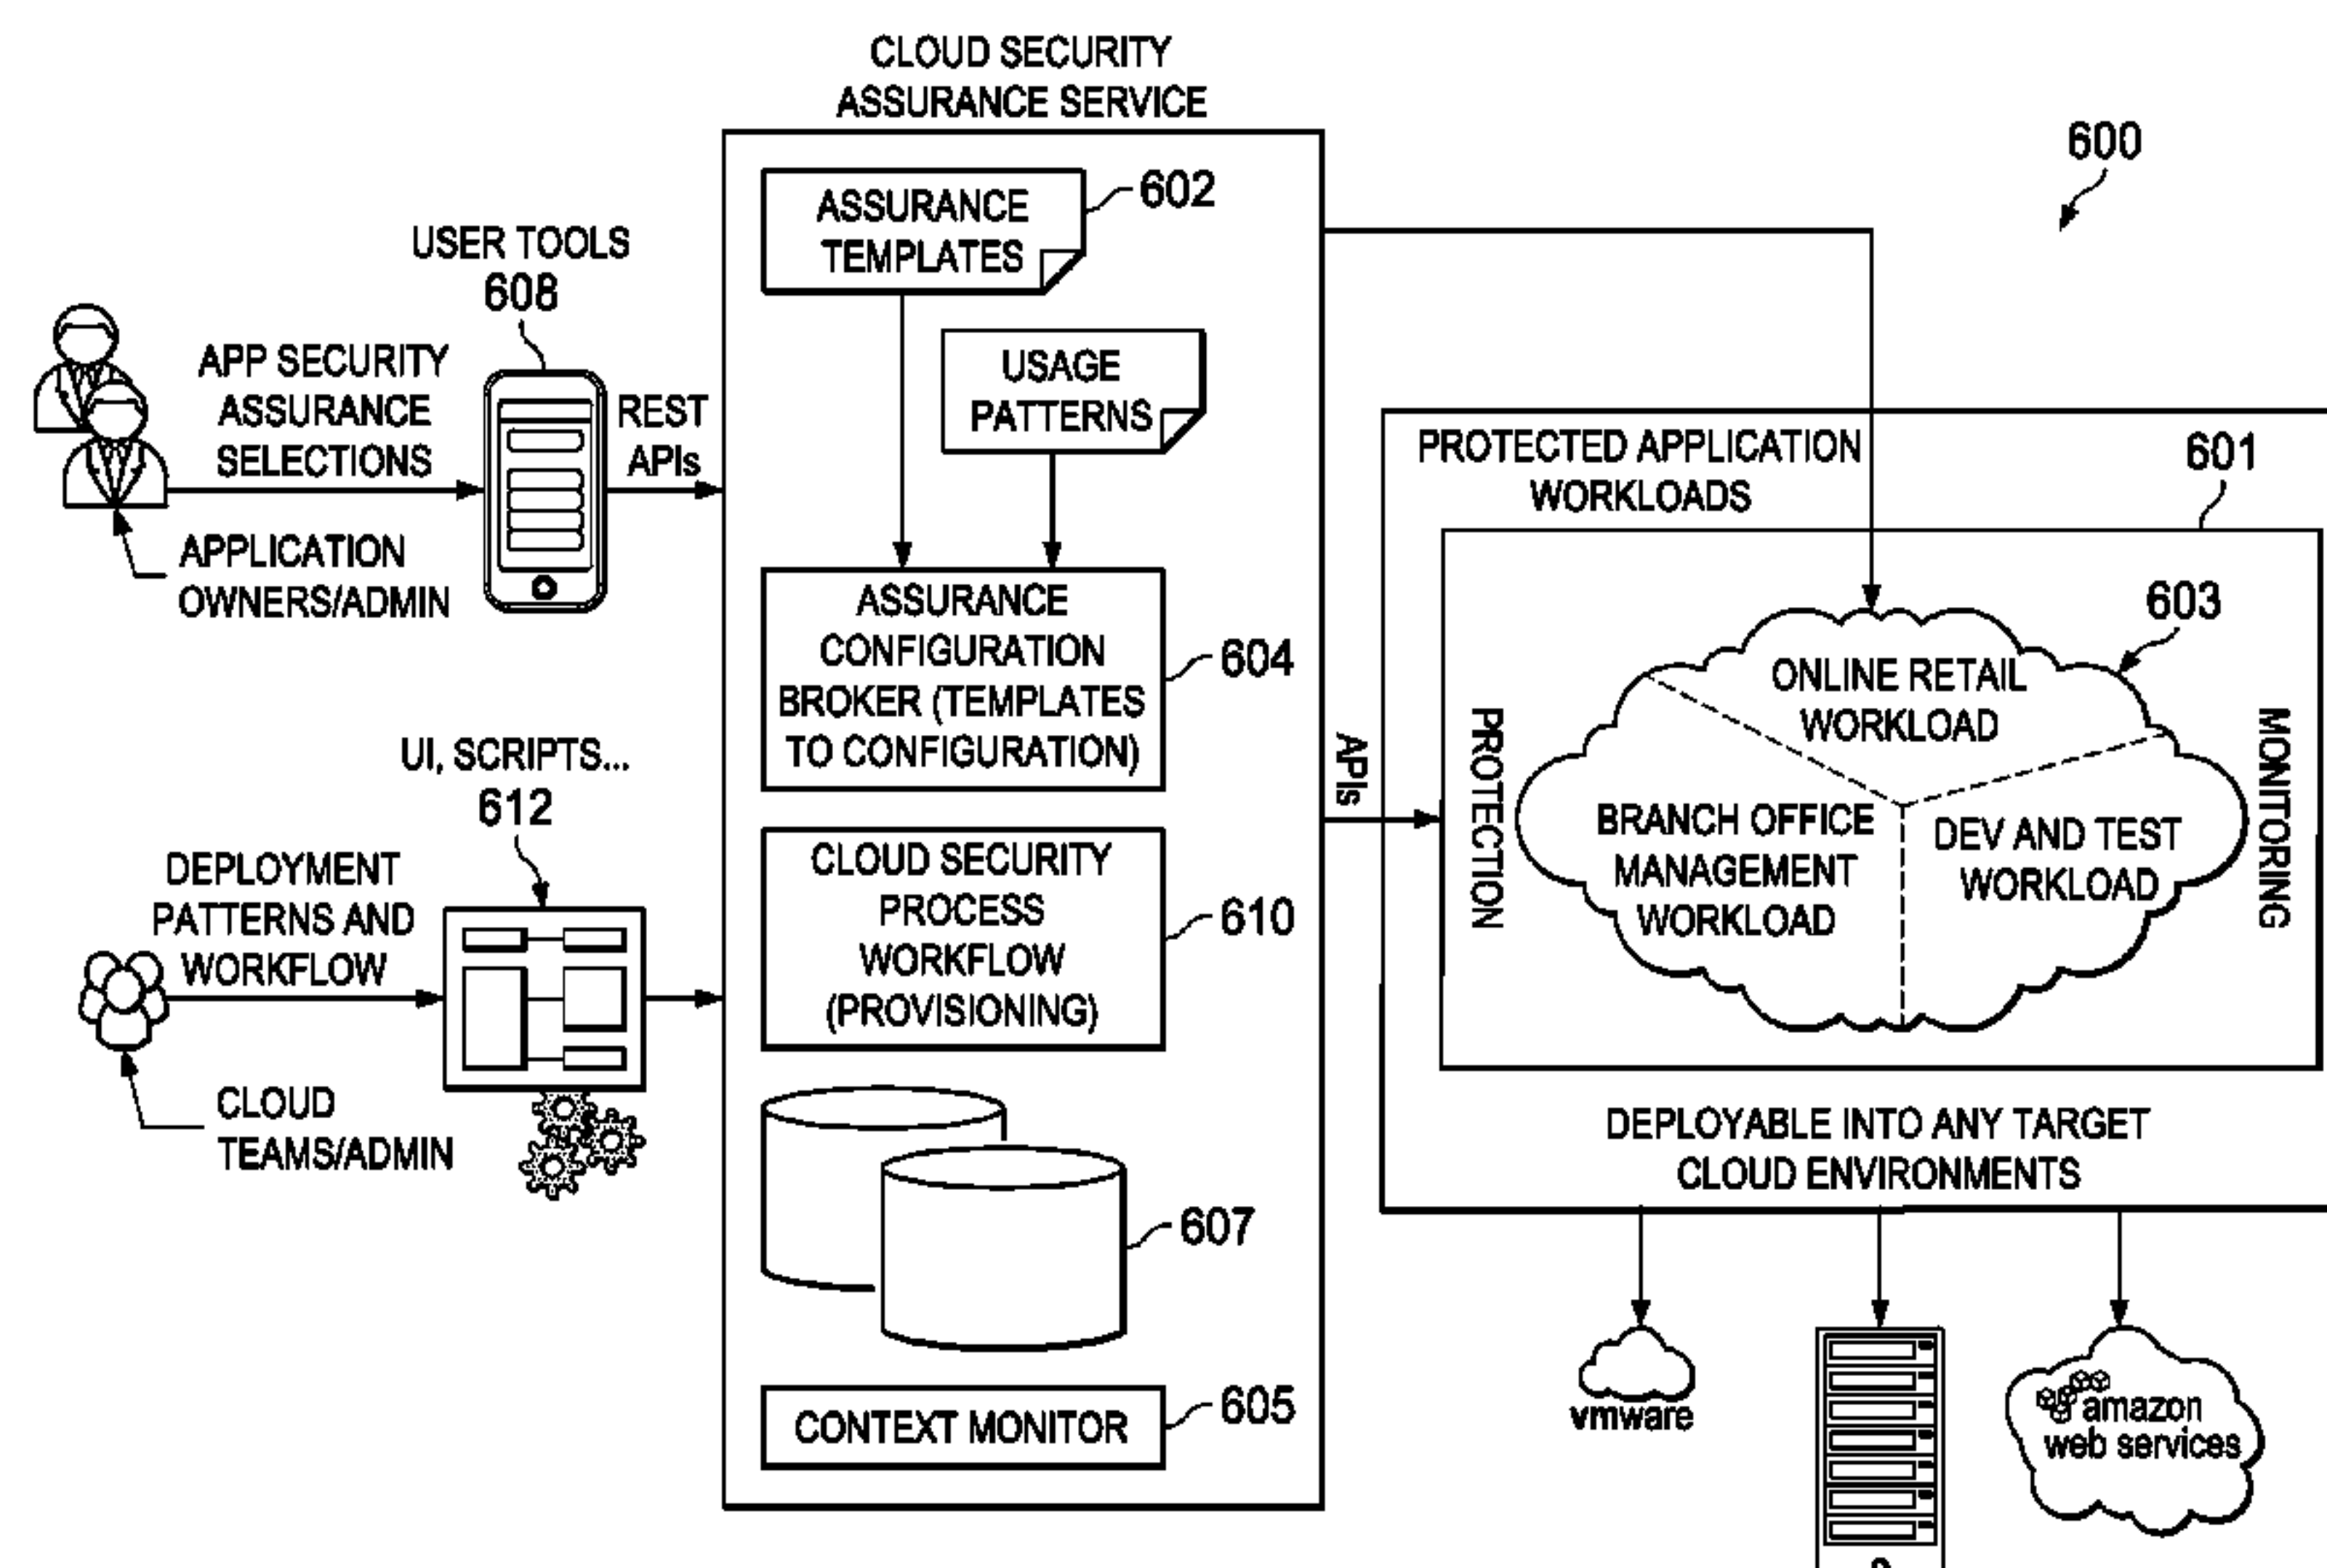 CLOUD SECURITY
ASSURANCE SERVICE
600
ASSURANCE
TEMPLATES
602
USAGE
PATTERNS
USER TOOLS
608
APP SECURITY
ASSURANCE
SELECTIONS
REST
APIs
APPLICATION
OWNERS/ADMIN
ASSURANCE
CONFIGURATION
BROKER (TEMPLATES
TO CONFIGURATION)
604
UI, SCRIPTS...
612
DEPLOYMENT
PATTERNS AND
WORKFLOW
CLOUD
TEAMS/ADMIN
CLOUD SECURITY
PROCESS
WORKFLOW
(PROVISIONING)
610
607
CONTEXT MONITOR
605
APIs
PROTECTED APPLICATION
WORKLOADS
601
603
PROTECTION
ONLINE RETAIL
WORKLOAD
BRANCH OFFICE
MANAGEMENT
WORKLOAD
DEV AND TEST
WORKLOAD
MONITORING
DEPLOYABLE INTO ANY TARGET
CLOUD ENVIRONMENTS
vmware
amazon
web services